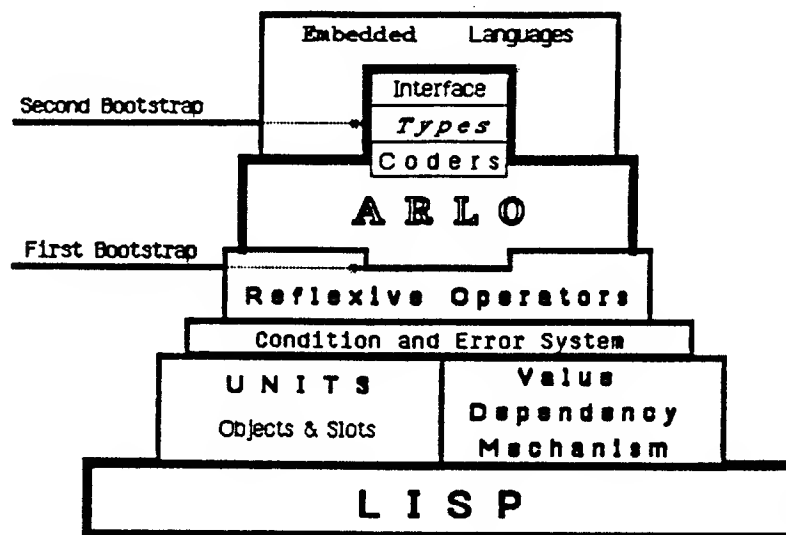 Embedded Languages
Interface
Second Bootstrap
Types
Coders
ARLO
First Bootstrap
Reflexive Operators
Condition and Error System
UNITS
Objects & Slots
Value
Dependency
Mechanism
LISP